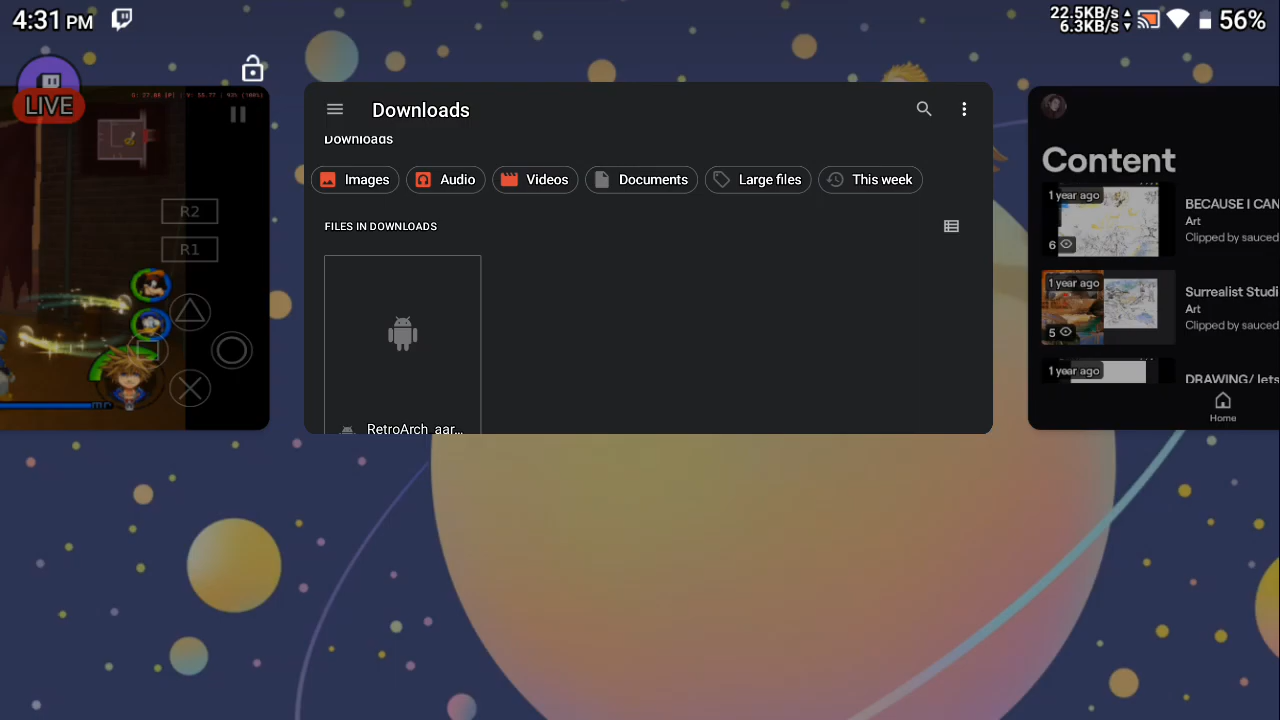 4:31 PM
22.5KB/s
6.3KB/s
56%
LIVE
R2
R1
Downloads
Downloads
Images
Audio
Videos
Documents
Large files
This week
FILES IN DOWNLOADS
RetroArch_aar...
Content
1 year ago
6
BECAUSE I CAN
Art
Clipped by sauced
1 year ago
5
Surrealist Studi
Art
Clipped by sauced
1 year ago
DRAWING/ lets
Home